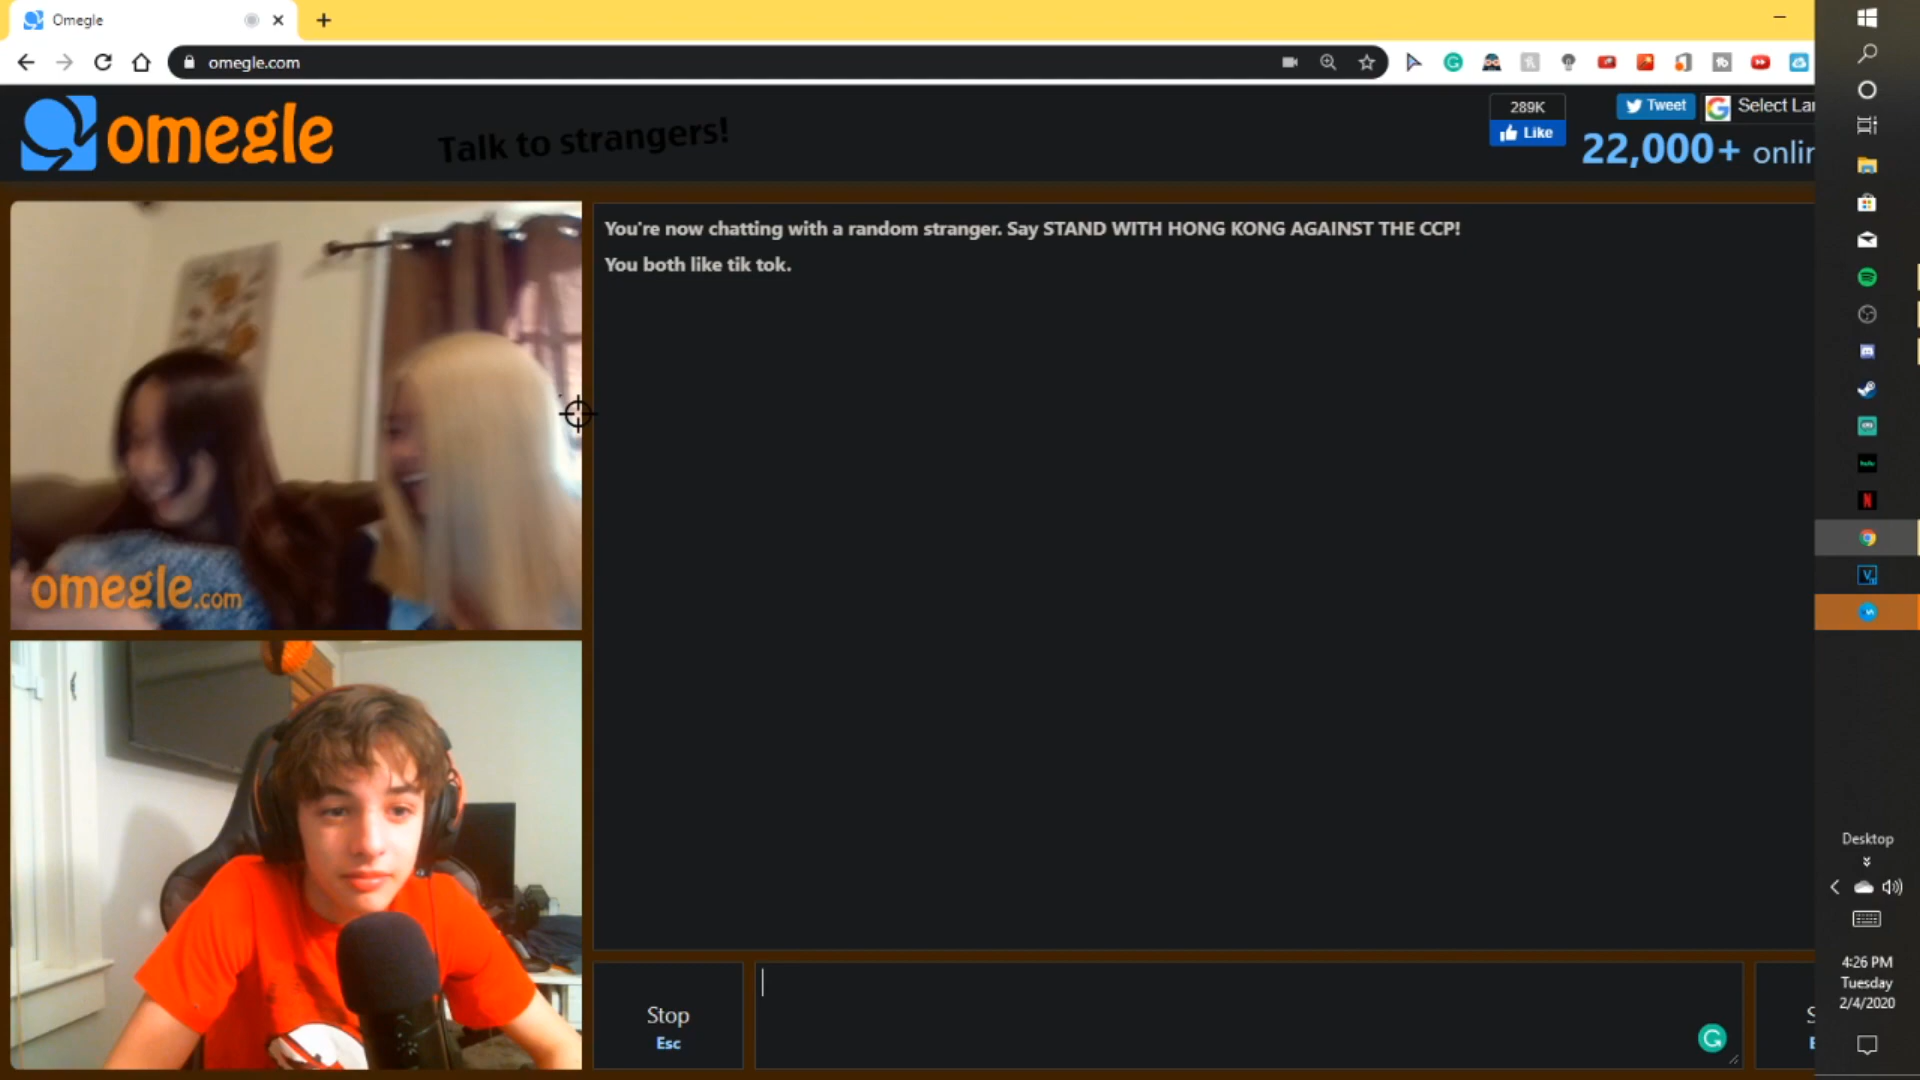 Omegle
omegle.com
omegle
Talk to strangers!
289K
Like
Tweet
Select Lar
22,000+ onlin
You're now chatting with a random stranger. Say STAND WITH HONG KONG AGAINST THE CCP!
You both like tik tok.
omegle.com
Stop
Esc
Desktop
4:26 PM
Tuesday
2/4/2020